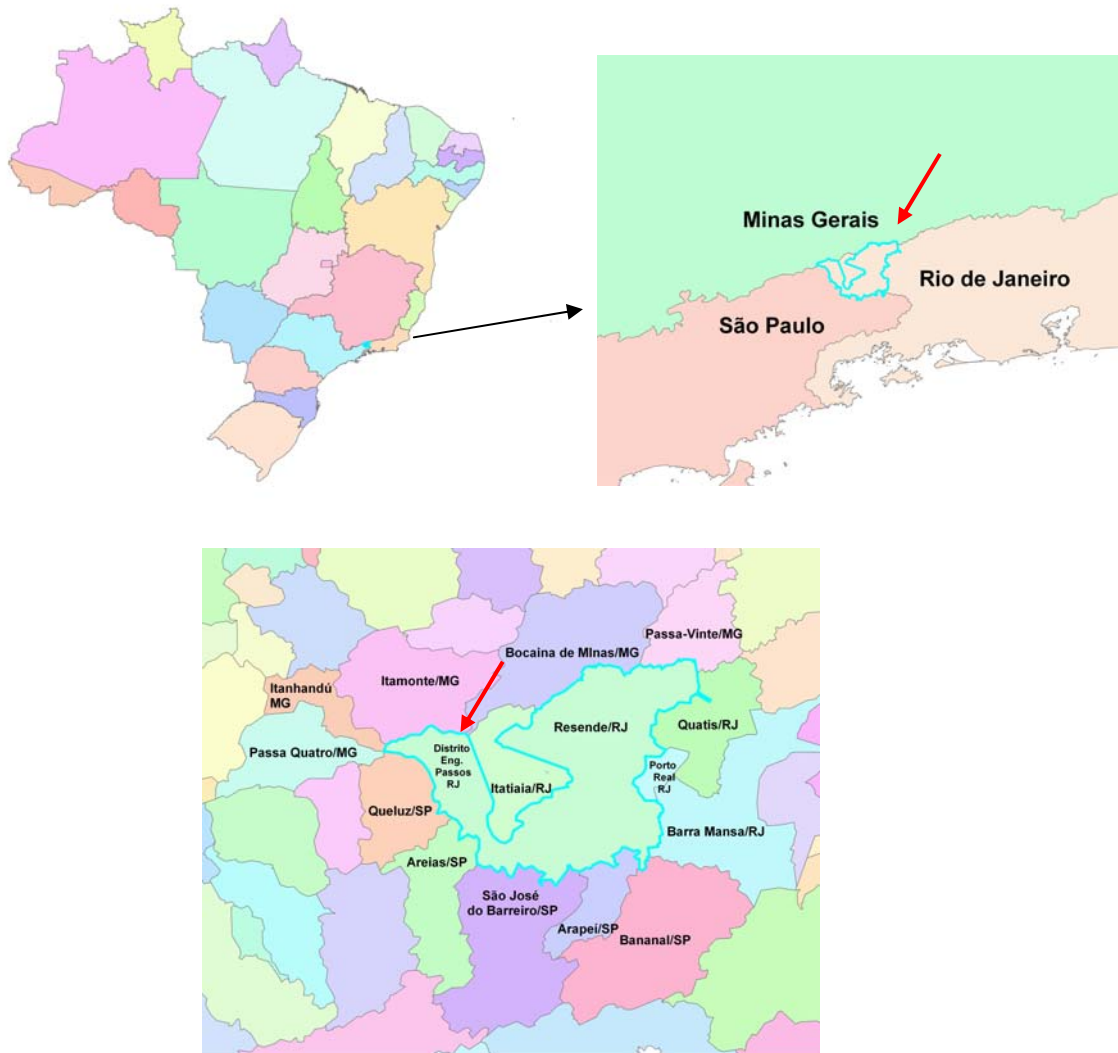 Minas Gerais
Rio de Janeiro
São Paulo
Passa-Vinte/MG
Bocaina de MInas/MG
Itamonte/MG
Itanhandú
MG
Resende/RJ
Quatis/RJ
Passa Quatro/MG
Distrito
Eng.
Passos
RJ
Porto
Real
RJ
Itatiaia/RJ
Queluz/SP
Barra Mansa/RJ
Areias/SP
São José
do Barreiro/SP
Arapeí/SP
Bananal/SP